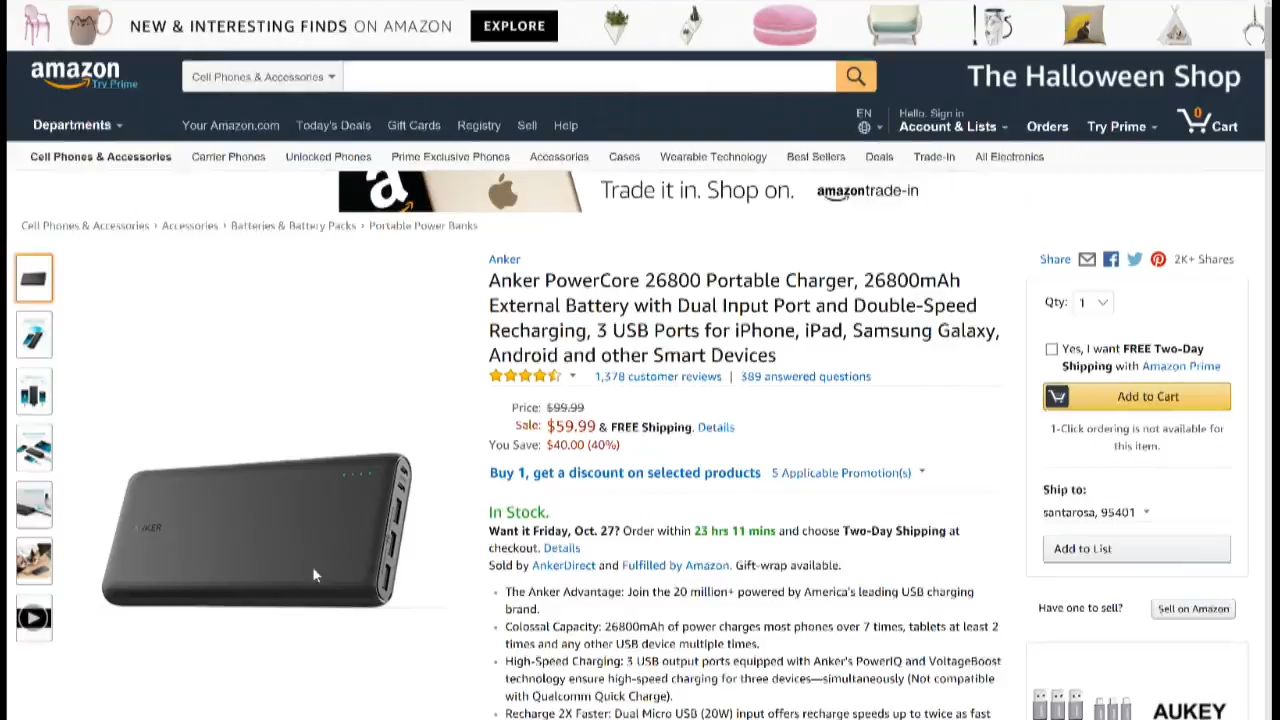 NEW & INTERESTING FINDS ON AMAZON
EXPLORE
amazon
Try Prime
Cell Phones & Accessories
The Halloween Shop
Departments
Your Amazon.com
Today's Deals
Gift Cards
Registry
Sell
Help
EN
Hello. Sign in
Account & Lists
Orders
Try Prime
0
Cart
Cell Phones & Accessories
Carrier Phones
Unlocked Phones
Prime Exclusive Phones
Accessories
Cases
Wearable Technology
Best Sellers
Deals
Trade-In
All Electronics
a
Trade it in. Shop on.
amazontrade-in
Cell Phones & Accessories › Accessories › Batteries & Battery Packs › Portable Power Banks
Anker
Anker PowerCore 26800 Portable Charger, 26800mAh
External Battery with Dual Input Port and Double-Speed
Recharging, 3 USB Ports for iPhone, iPad, Samsung Galaxy,
Android and other Smart Devices
1,378 customer reviews | 389 answered questions
Price: $99.99
Sale: $59.99 & FREE Shipping. Details
You Save: $40.00 (40%)
Buy 1, get a discount on selected products 5 Applicable Promotion(s)
In Stock.
Want it Friday, Oct. 27? Order within 23 hrs 11 mins and choose Two-Day Shipping at
checkout. Details
Sold by AnkerDirect and Fulfilled by Amazon. Gift-wrap available.
• The Anker Advantage: Join the 20 million+ powered by America's leading USB charging
brand.
• Colossal Capacity: 26800mAh of power charges most phones over 7 times, tablets at least 2
times and any other USB device multiple times.
• High-Speed Charging: 3 USB output ports equipped with Anker's PowerIQ and VoltageBoost
technology ensure high-speed charging for three devices—simultaneously (Not compatible
with Qualcomm Quick Charge).
• Recharge 2X Faster: Dual Micro USB (20W) input offers recharge speeds up to twice as fast
ANKER
Share
2K+ Shares
Qty: 1
Yes, I want FREE Two-Day
Shipping with Amazon Prime
Add to Cart
1-Click ordering is not available for
this item.
Ship to:
santarosa, 95401
Add to List
Have one to sell?
Sell on Amazon
AUKEY